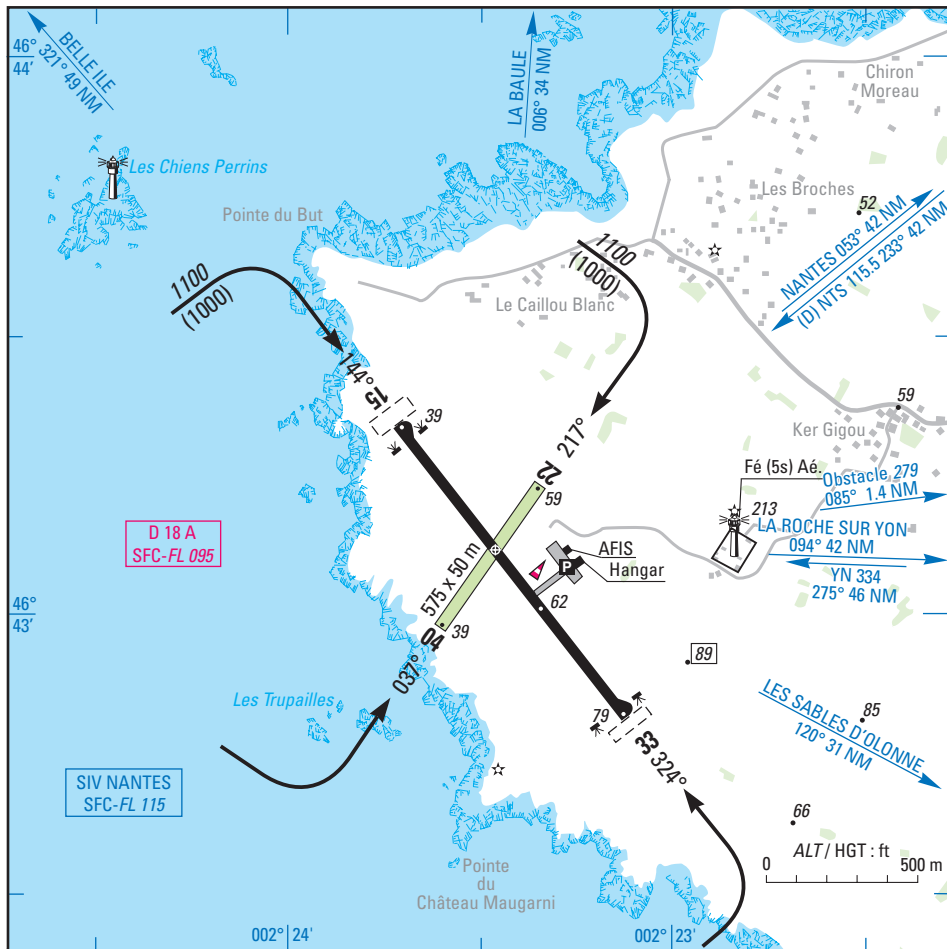 46°
44'
BELLE ILE
321° 49 NM
LA BAULE
006° 34 NM
Chiron
Moreau
Les Chiens Perrins
Pointe du But
Les Broches
52
NANTES 053° 42 NM
(D) NTS 115.5 233° 42 NM
1100
(1000)
1100
(1000)
Le Caillou Blanc
144°
15
39
59
Ker Gigou
217°
22
59
Fé (5s) Aé.
Obstacle 279
085° 1.4 NM
213
D 18 A
SFC-FL 095
575 x 50 m
AFIS
Hangar
P
LA ROCHE SUR YON
094° 42 NM
YN 334
275° 46 NM
46°
43'
62
04
39
037°
89
Les Trupailles
79
33
324°
LES SABLES D'OLONNE
120° 31 NM
85
SIV NANTES
SFC-FL 115
66
ALT / HGT : ft
0 500 m
Pointe
du
Château Maugarni
002° 24'
002° 23'